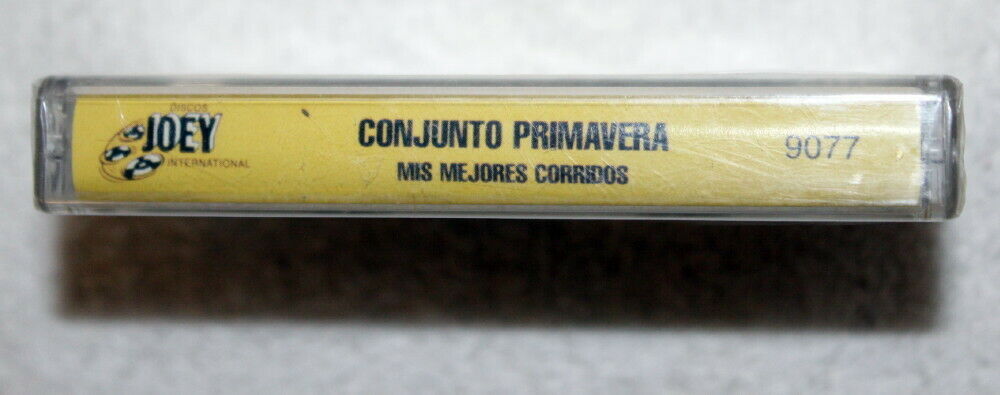 DISCOS
JOEY
INTERNATIONAL
CONJUNTO PRIMAVERA
MIS MEJORES CORRIDOS
9077